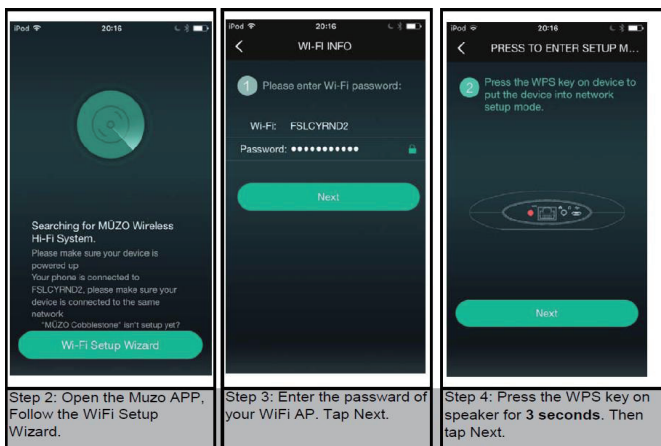 iPod 20:16
Searching for MŪZO Wireless
Hi-Fi System.
Please make sure your device is
powered up
Your phone is connected to
FSLCYRND2, please make sure your
device is connected to the same
network
"MŪZO Cobblestone" isn't setup yet?
Wi-Fi Setup Wizard
Step 2: Open the Muzo APP,
Follow the WiFi Setup
Wizard.
iPod 20:16
WI-FI INFO
1 Please enter Wi-Fi password:
Wi-Fi: FSLCYRND2
Password: •••••••••••
Next
Step 3: Enter the passward of
your WiFi AP. Tap Next.
iPod 20:16
PRESS TO ENTER SETUP M...
2 Press the WPS key on device to
put the device into network
setup mode.
Next
Step 4: Press the WPS key on
speaker for 3 seconds. Then
tap Next.